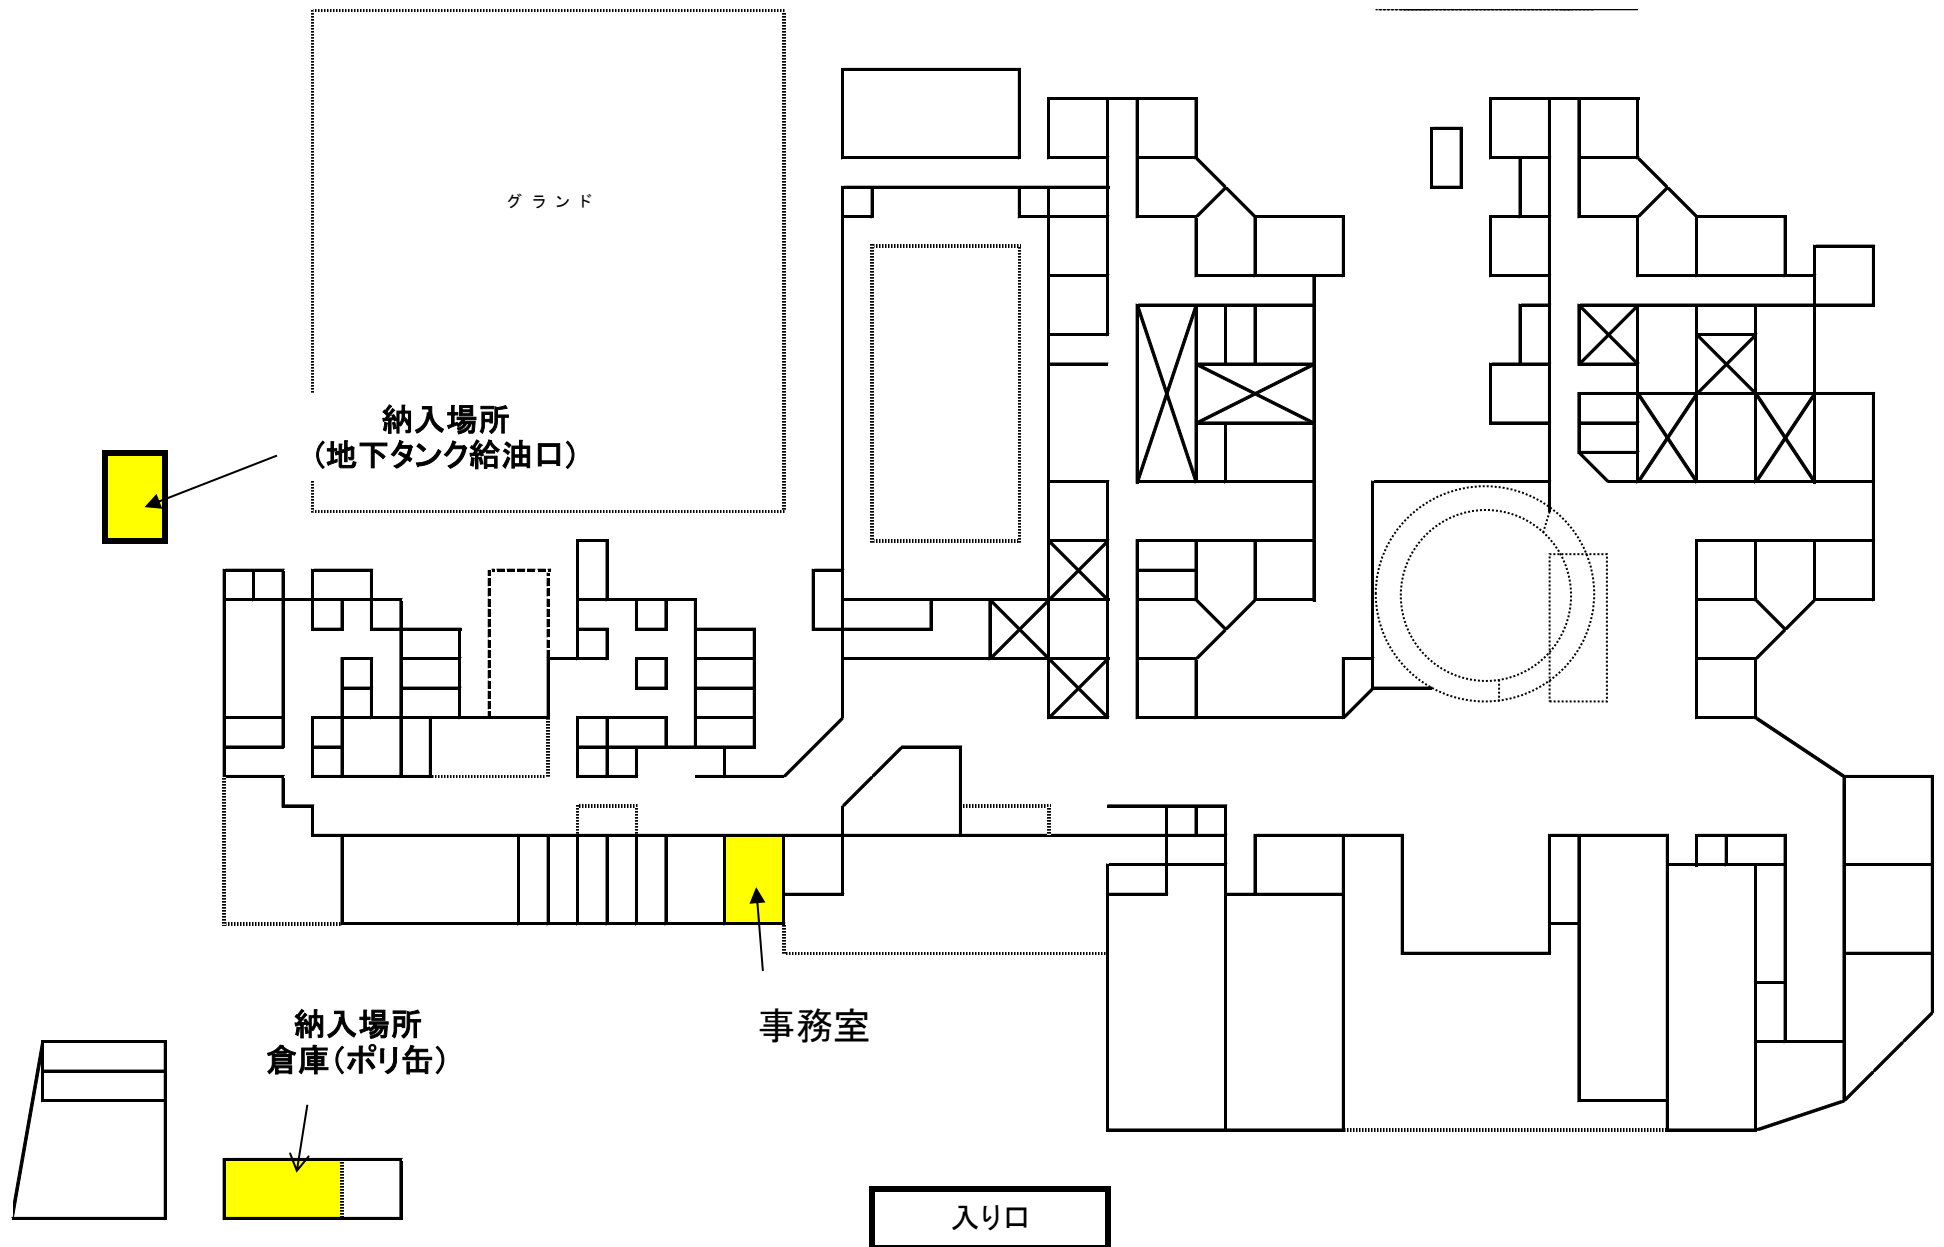 グランド
納入場所
（地下タンク給油口）
事務室
納入場所
倉庫（ポリ缶）
入り口